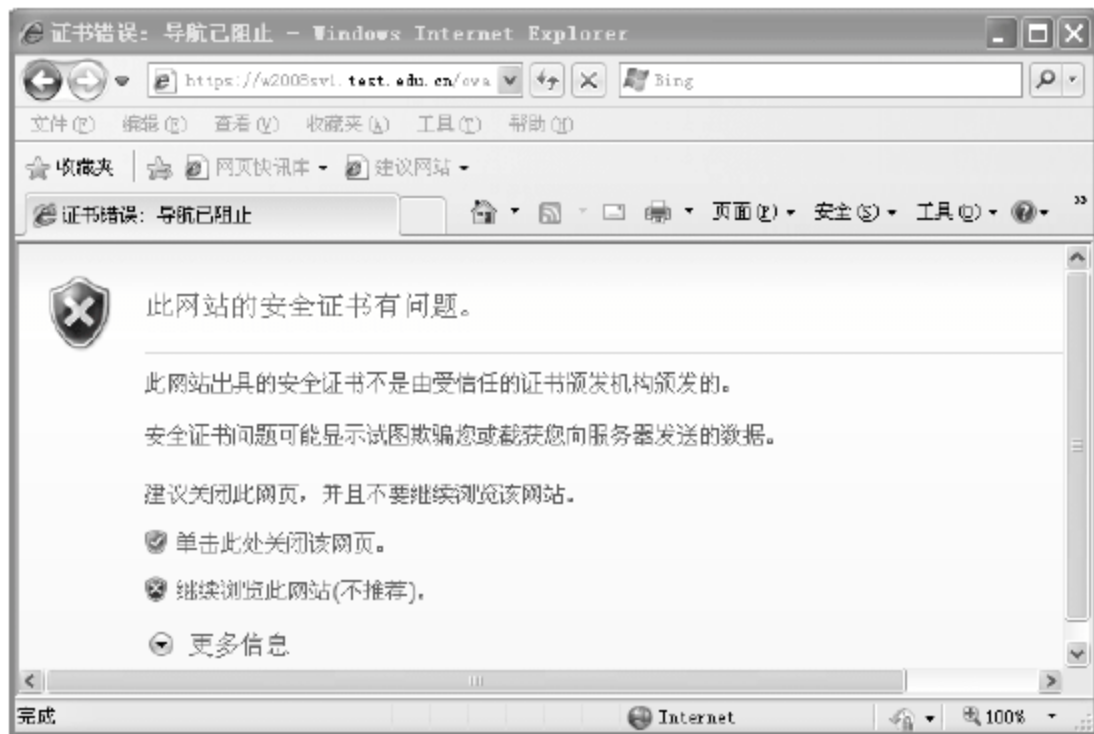 证书错误: 导航已阻止 - Windows Internet Explorer
https://w2008sv1.test.edu.cn/owa Bing
文件(F) 编辑(E) 查看(V) 收藏夹(A) 工具(T) 帮助(H)
收藏夹 网页快讯库 建议网站
证书错误: 导航已阻止 页面(P) 安全(S) 工具(O) »
此网站的安全证书有问题。
此网站出具的安全证书不是由受信任的证书颁发机构颁发的。
安全证书问题可能显示试图欺骗您或截获您向服务器发送的数据。
建议关闭此网页，并且不要继续浏览该网站。
单击此处关闭该网页。
继续浏览此网站(不推荐)。
更多信息
完成 Internet 100%